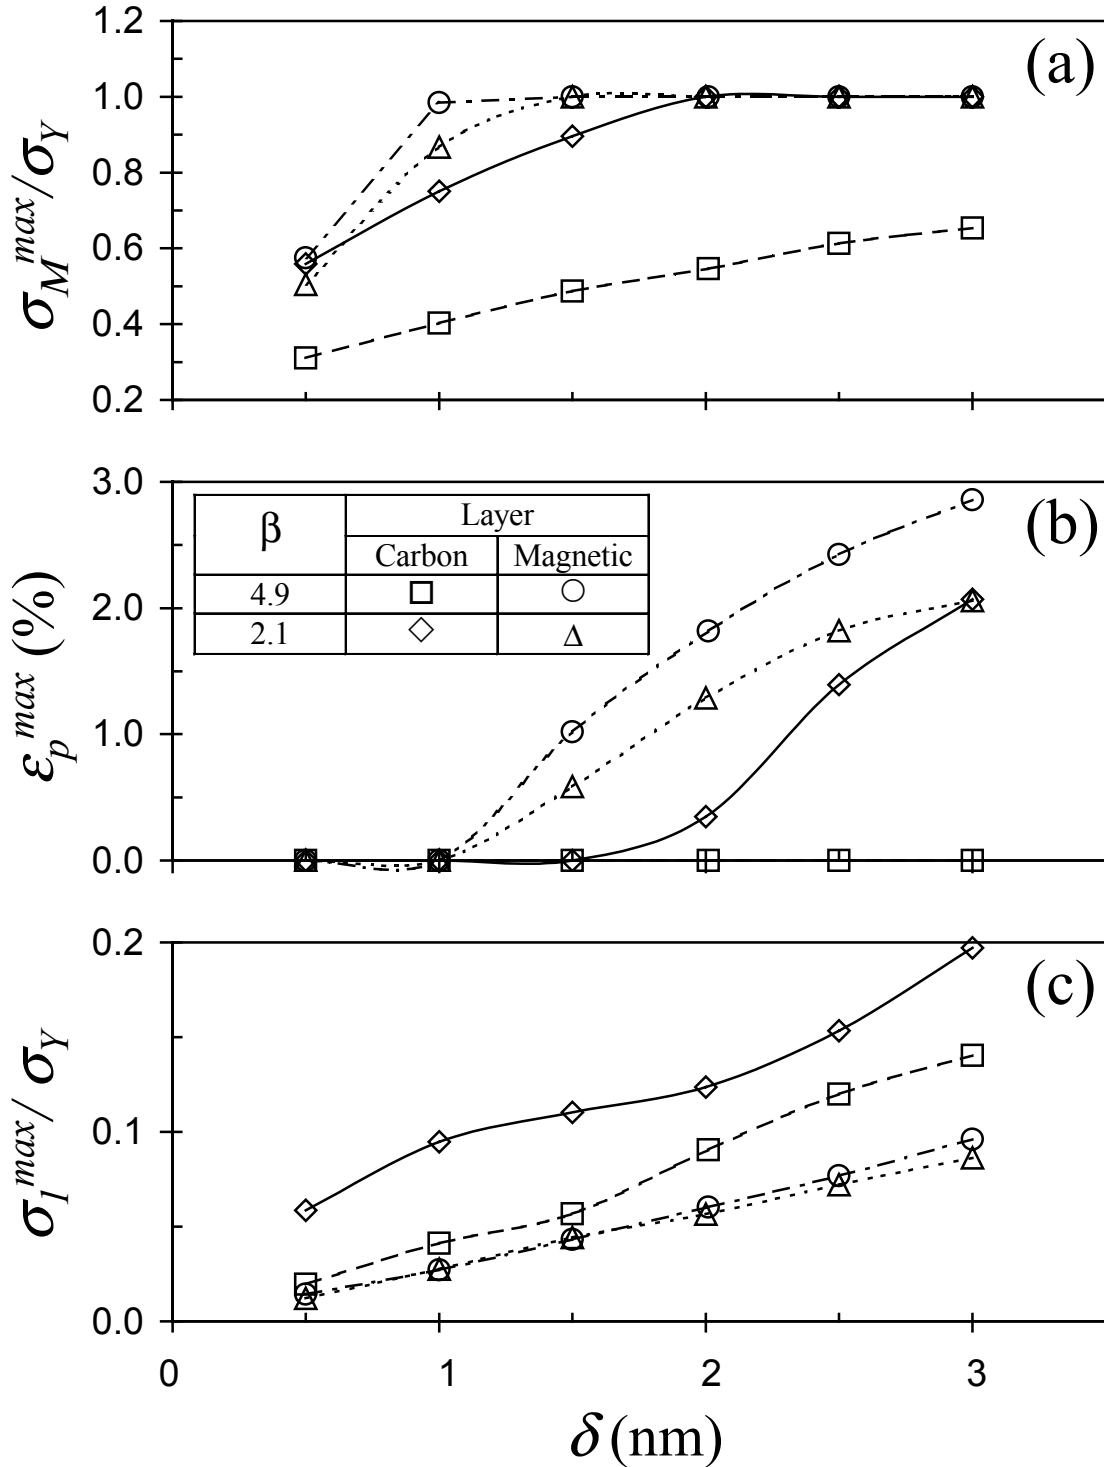 1.2
(a)
1.0
0.8
0.6
0.4
0.2
σ_M^max/σ_Y
3.0
(b)
β Layer
Carbon Magnetic
4.9
2.1
2.0
1.0
0.0
ε_p^max (%)
0.2
(c)
0.1
0.0
σ_1^max/ σ_Y
0 1 2 3
δ (nm)